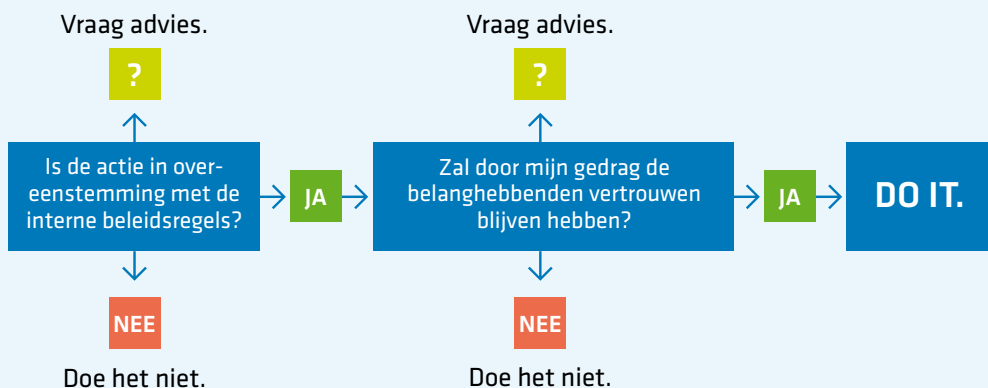 Vraag advies.
?
Is de actie in over-
eenstemming met de
interne beleidsregels?
JA
NEE
Doe het niet.
Vraag advies.
?
Zal door mijn gedrag de
belanghebbenden vertrouwen
blijven hebben?
JA
NEE
Doe het niet.
DO IT.